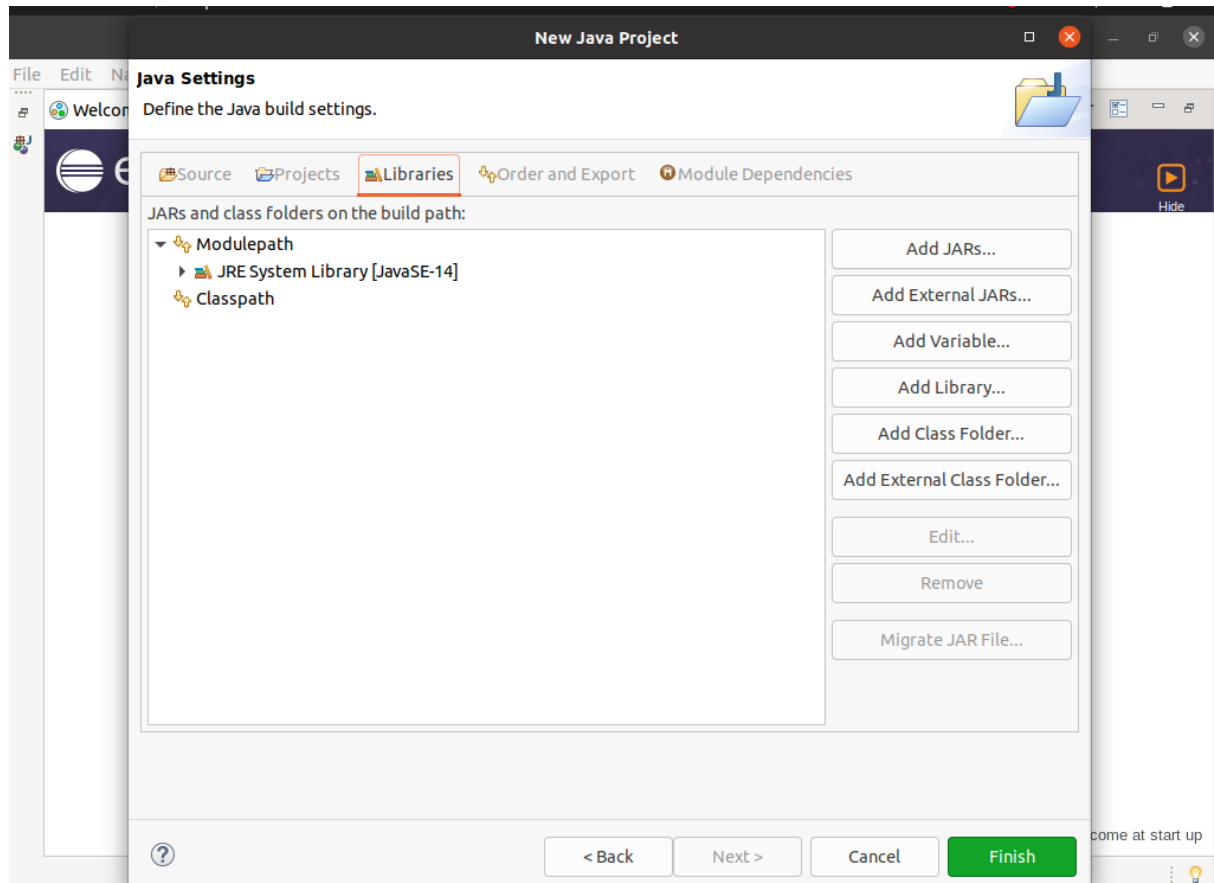 New Java Project
File Edit Na
Java Settings
Define the Java build settings.
Welcon
e
Hide
Source Projects Libraries Order and Export Module Dependencies
JARs and class folders on the build path:
Modulepath
JRE System Library [JavaSE-14]
Classpath
Add JARs...
Add External JARs...
Add Variable...
Add Library...
Add Class Folder...
Add External Class Folder...
Edit...
Remove
Migrate JAR File...
come at start up
< Back Next > Cancel Finish